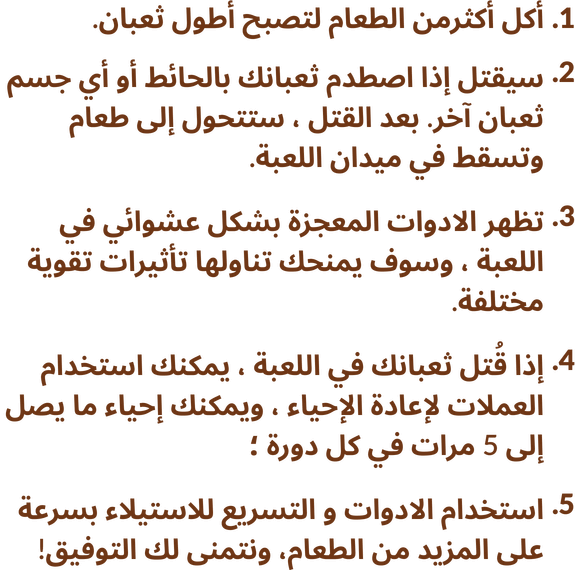 1. أكل أكثرمن الطعام لتصبح أطول ثعبان.
2. سيقتل إذا اصطدم ثعبانك بالحائط أو أي جسم
ثعبان آخر. بعد القتل ، ستتحول إلى طعام
وتسقط في ميدان اللعبة.
3. تظهر الادوات المعجزة بشكل عشوائي في
اللعبة ، وسوف يمنحك تناولها تأثيرات تقوية
مختلفة.
4. إذا قُتل ثعبانك في اللعبة ، يمكنك استخدام
العملات لإعادة الإحياء ، ويمكنك إحياء ما يصل
إلى 5 مرات في كل دورة ؛
5. استخدام الادوات و التسريع للاستيلاء بسرعة
على المزيد من الطعام، ونتمنى لك التوفيق!